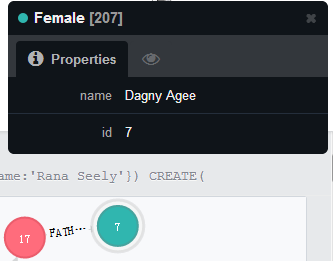 Female [207]
Properties
name Dagny Agee
id 7
ame:'Rana Seely'}) CREATE(
17 FATH··· 7